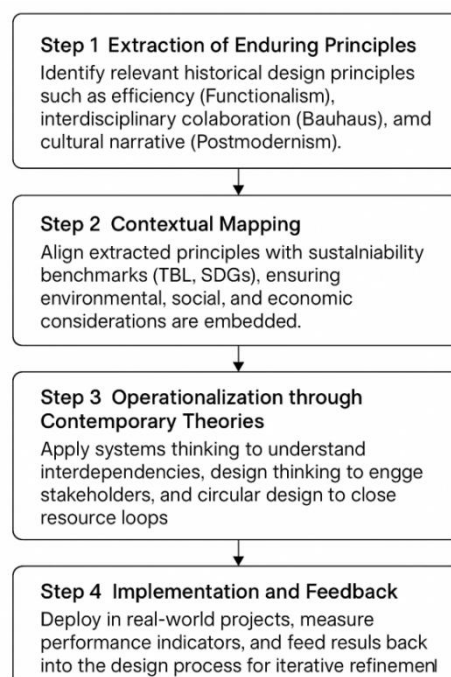 Step 1 Extraction of Enduring Principles
Identify relevant historical design principles
such as efficiency (Functionalism),
interdisciplinary colaboration (Bauhaus), amd
cultural narrative (Postmodernism).
Step 2 Contextual Mapping
Align extracted principles with sustalniability
benchmarks (TBL, SDGs), ensuring
environmental, social, and economic
considerations are embedded.
Step 3 Operationalization through
Contemporary Theories
Apply systems thinking to understand
interdependencies, design thinking to engge
stakeholders, and circular design to close
resource loops
Step 4 Implementation and Feedback
Deploy in real-world projects, measure
performance indicators, and feed resuls back
into the design process for iterative refinemenl